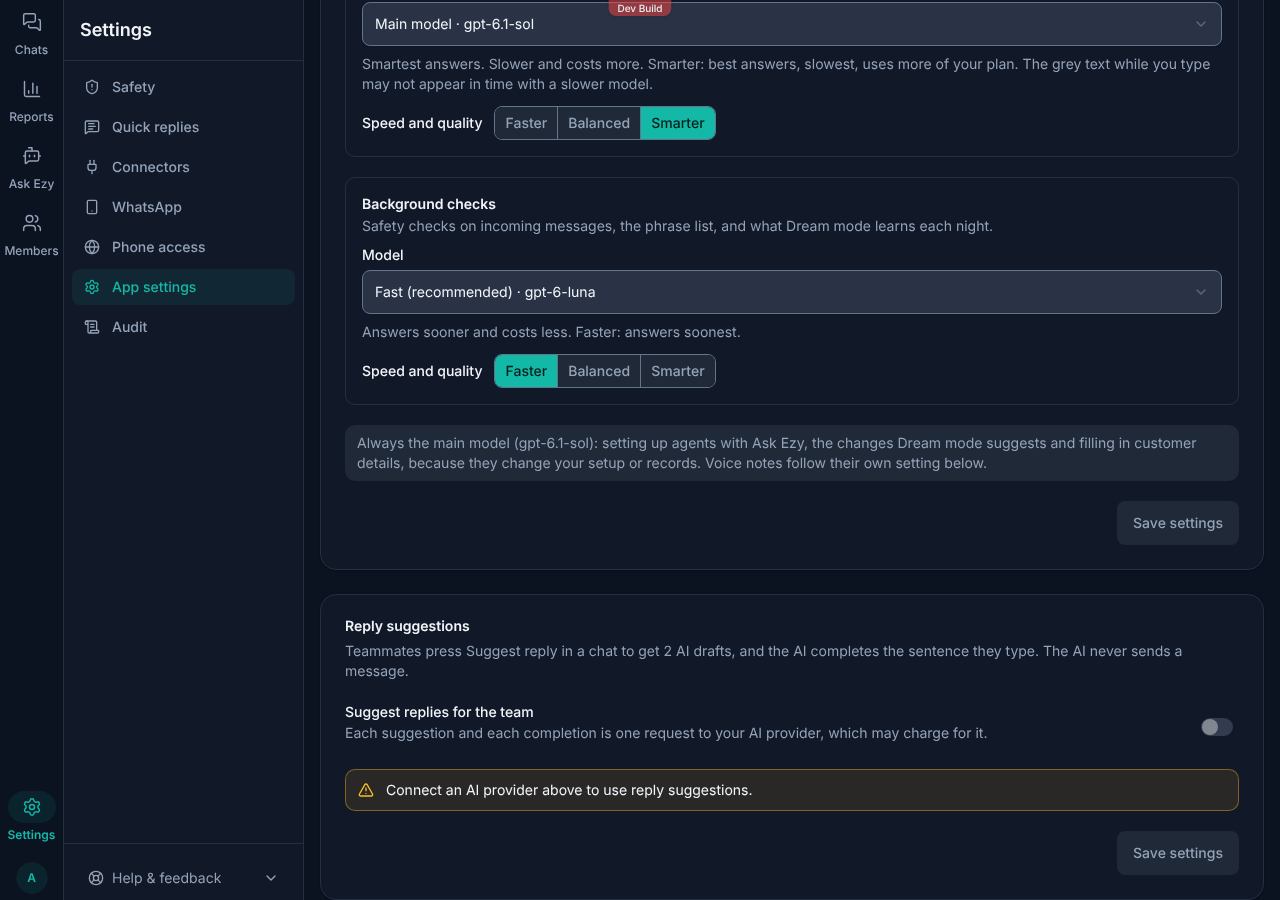 Dev Build
Chats
Reports
Ask Ezy
Members
Settings
A
Settings
Safety
Quick replies
Connectors
WhatsApp
Phone access
App settings
Audit
Help & feedback
Main model · gpt-6.1-sol
Smartest answers. Slower and costs more. Smarter: best answers, slowest, uses more of your plan. The grey text while you type
may not appear in time with a slower model.
Speed and quality Faster Balanced Smarter
Background checks
Safety checks on incoming messages, the phrase list, and what Dream mode learns each night.
Model
Fast (recommended) · gpt-6-luna
Answers sooner and costs less. Faster: answers soonest.
Speed and quality Faster Balanced Smarter
Always the main model (gpt-6.1-sol): setting up agents with Ask Ezy, the changes Dream mode suggests and filling in customer
details, because they change your setup or records. Voice notes follow their own setting below.
Save settings
Reply suggestions
Teammates press Suggest reply in a chat to get 2 AI drafts, and the AI completes the sentence they type. The AI never sends a
message.
Suggest replies for the team
Each suggestion and each completion is one request to your AI provider, which may charge for it.
Connect an AI provider above to use reply suggestions.
Save settings